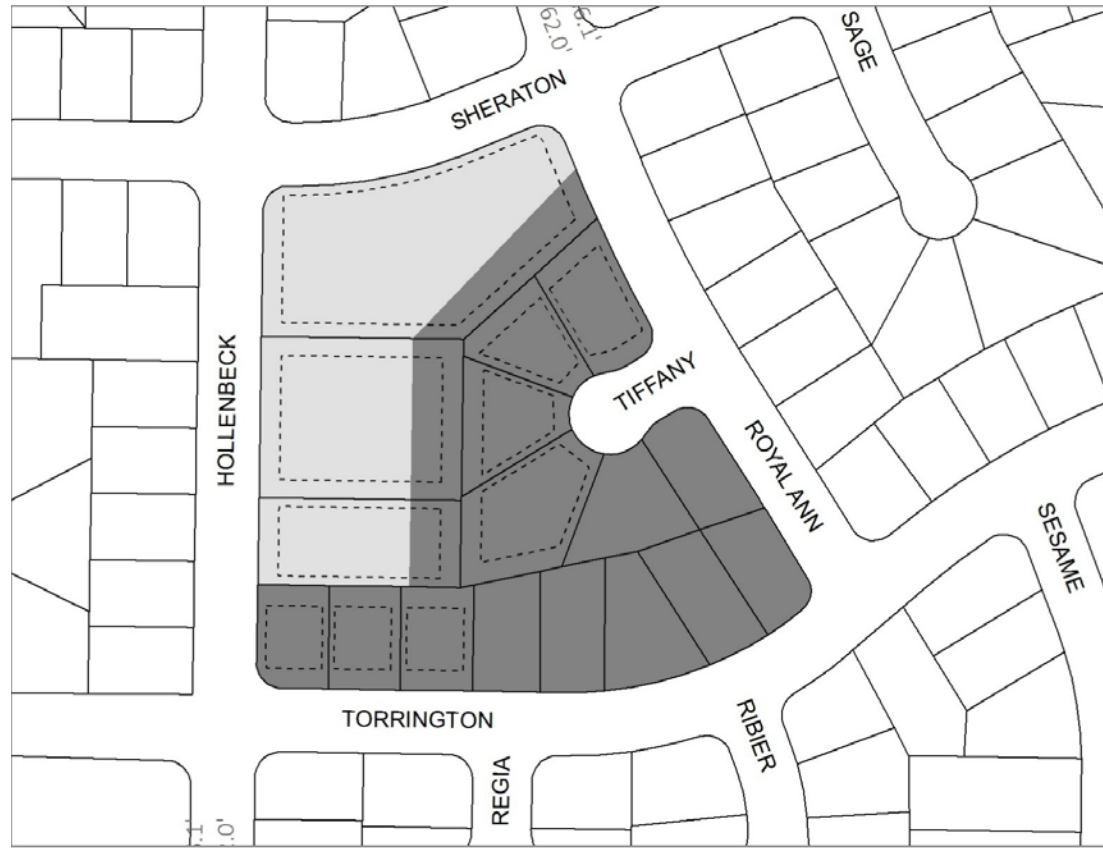 62.0'
SAGE
SHERATON
HOLLENBECK
TIFFANY
ROYAL ANN
SESAME
TORRINGTON
RIBIER
REGIA